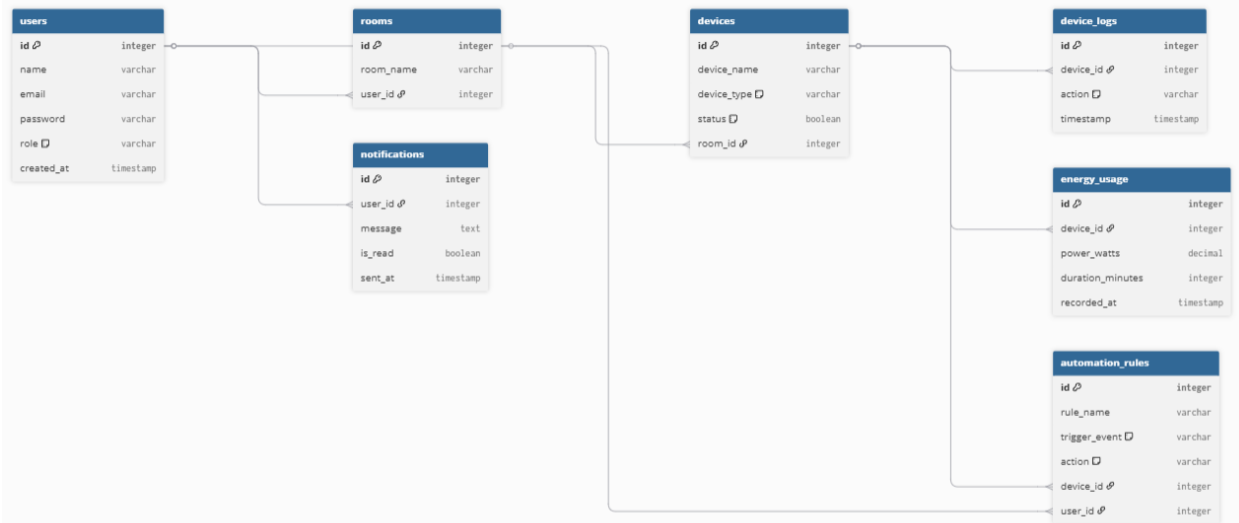 users
id integer
name varchar
email varchar
password varchar
role varchar
created_at timestamp
rooms
id integer
room_name varchar
user_id integer
notifications
id integer
user_id integer
message text
is_read boolean
sent_at timestamp
devices
id integer
device_name varchar
device_type varchar
status boolean
room_id integer
device_logs
id integer
device_id integer
action varchar
timestamp timestamp
energy_usage
id integer
device_id integer
power_watts decimal
duration_minutes integer
recorded_at timestamp
automation_rules
id integer
rule_name varchar
trigger_event varchar
action varchar
device_id integer
user_id integer